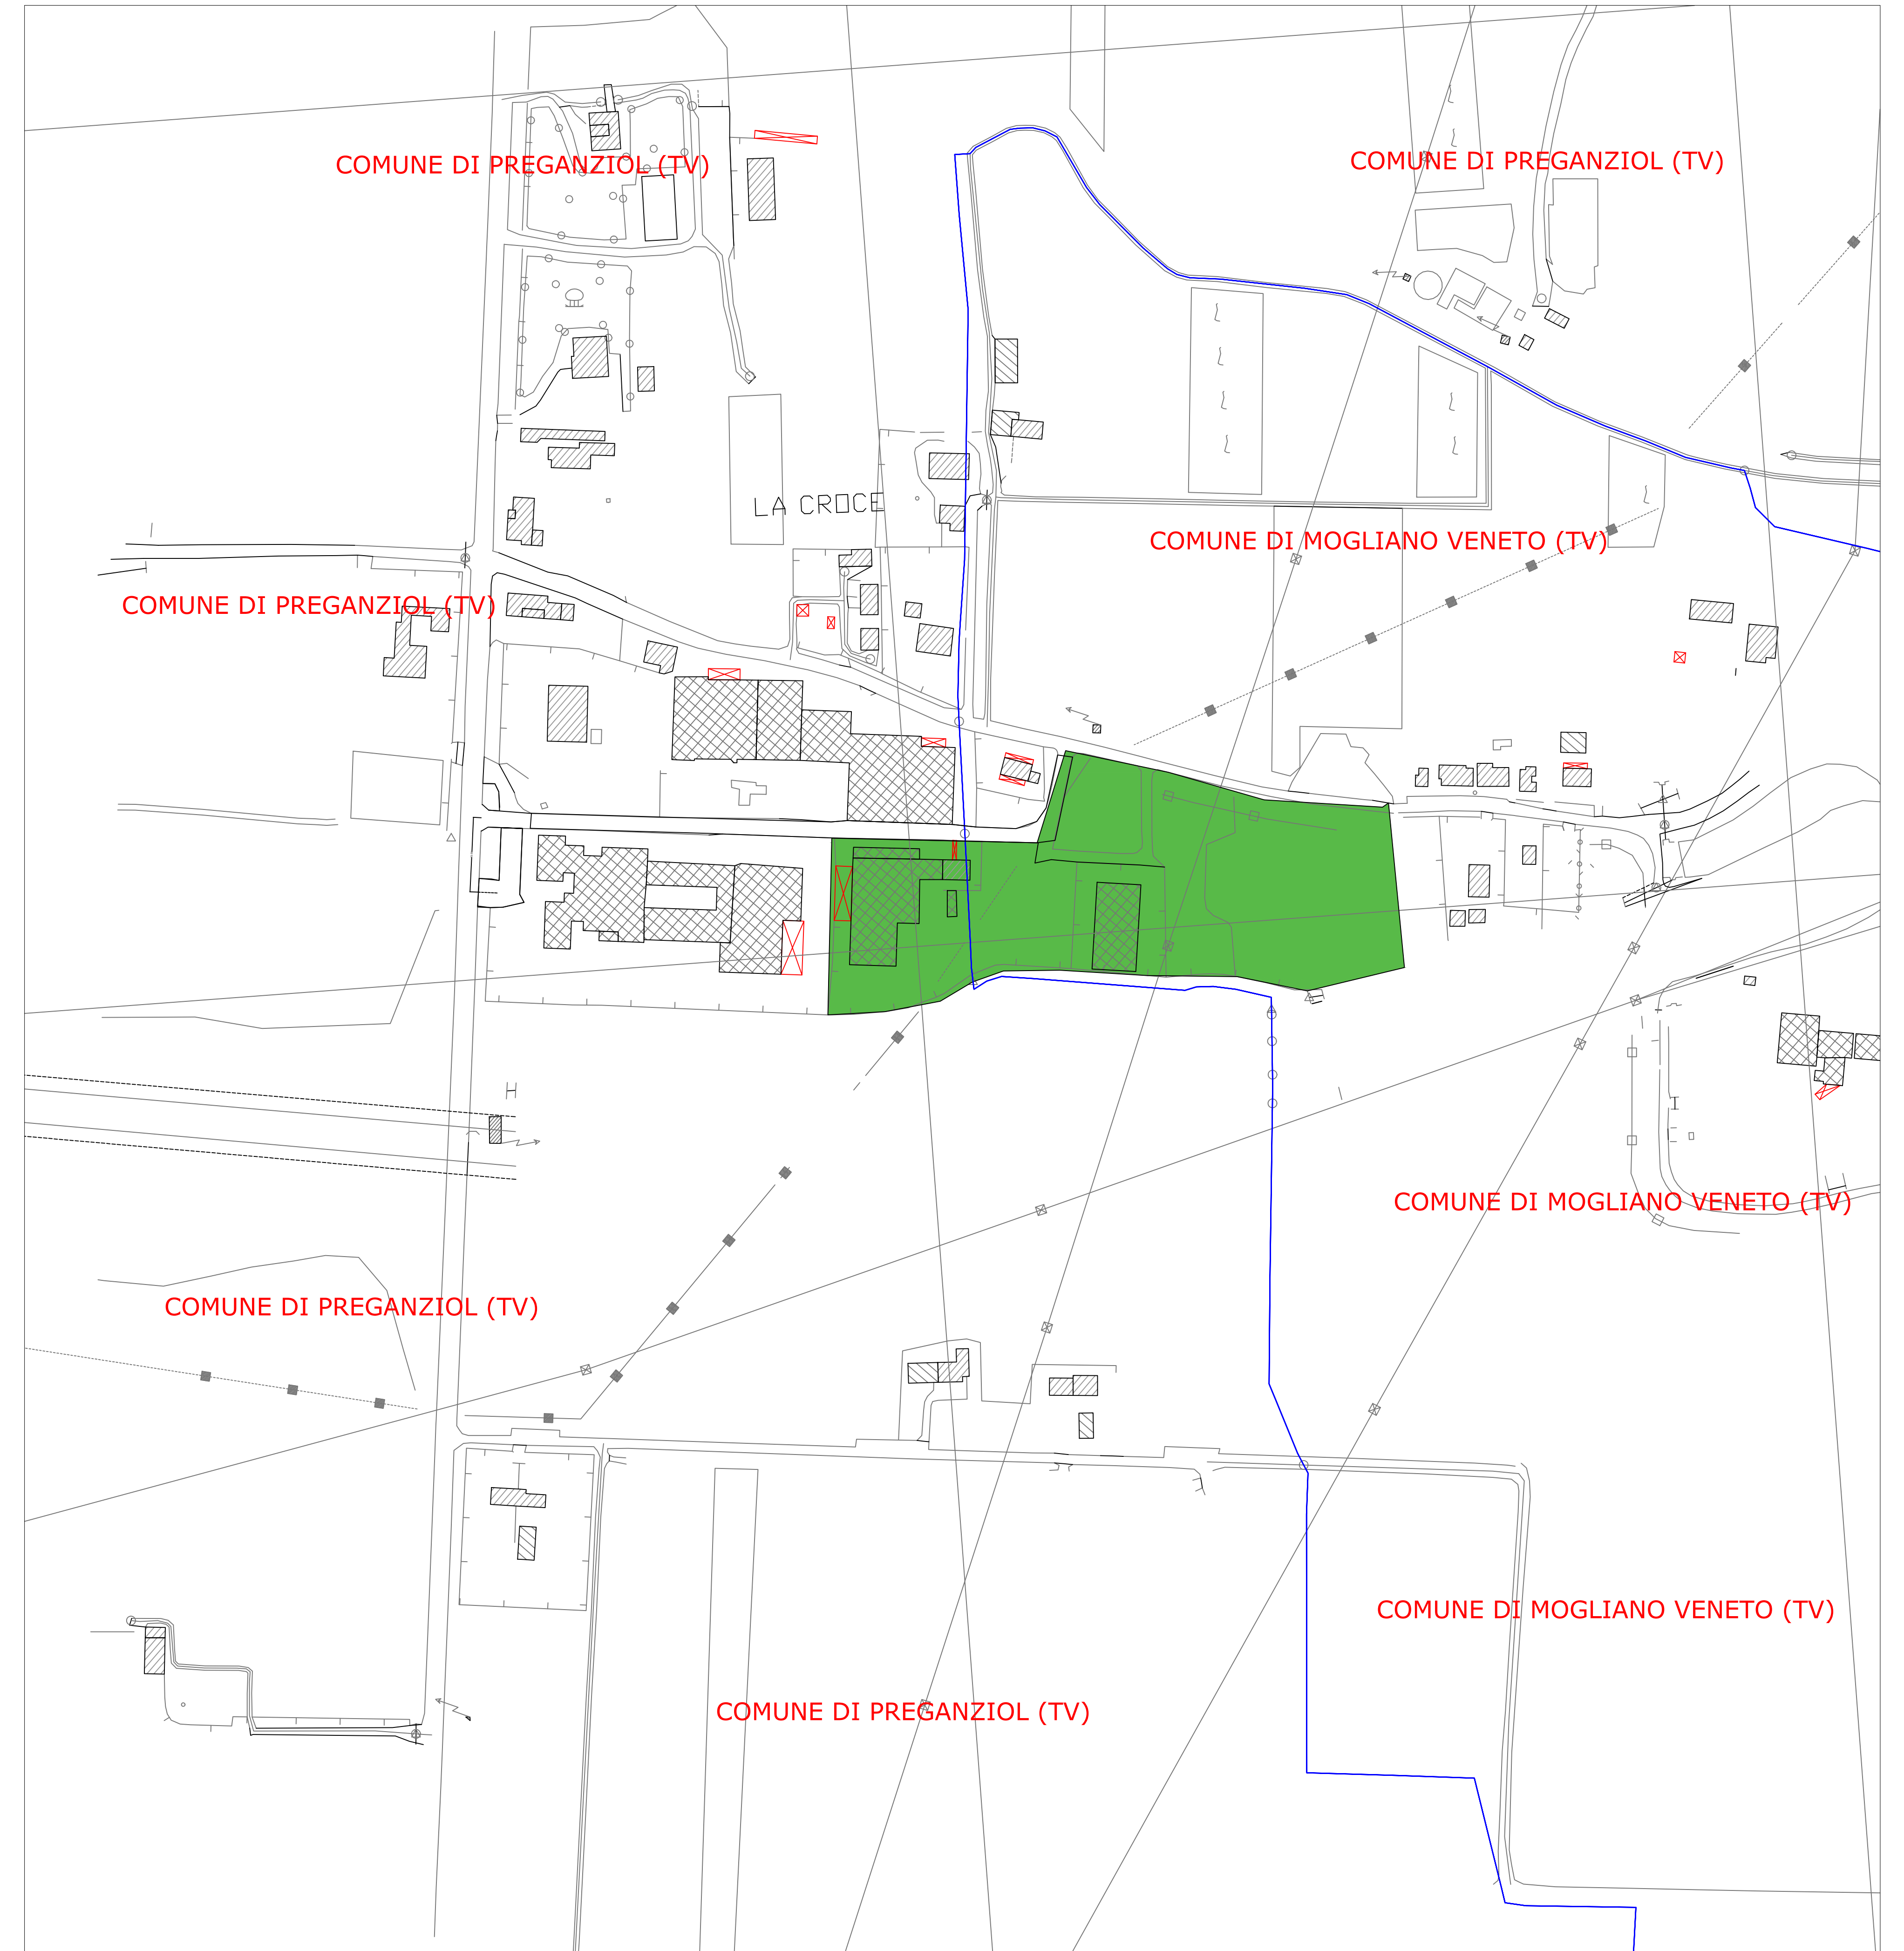 COMUNE DI PREGANZIOL (TV)
COMUNE DI PREGANZIOL (TV)
LA CROCE
COMUNE DI MOGLIANO VENETO (TV)
COMUNE DI PREGANZIOL (TV)
COMUNE DI MOGLIANO VENETO (TV)
COMUNE DI PREGANZIOL (TV)
COMUNE DI MOGLIANO VENETO (TV)
COMUNE DI PREGANZIOL (TV)